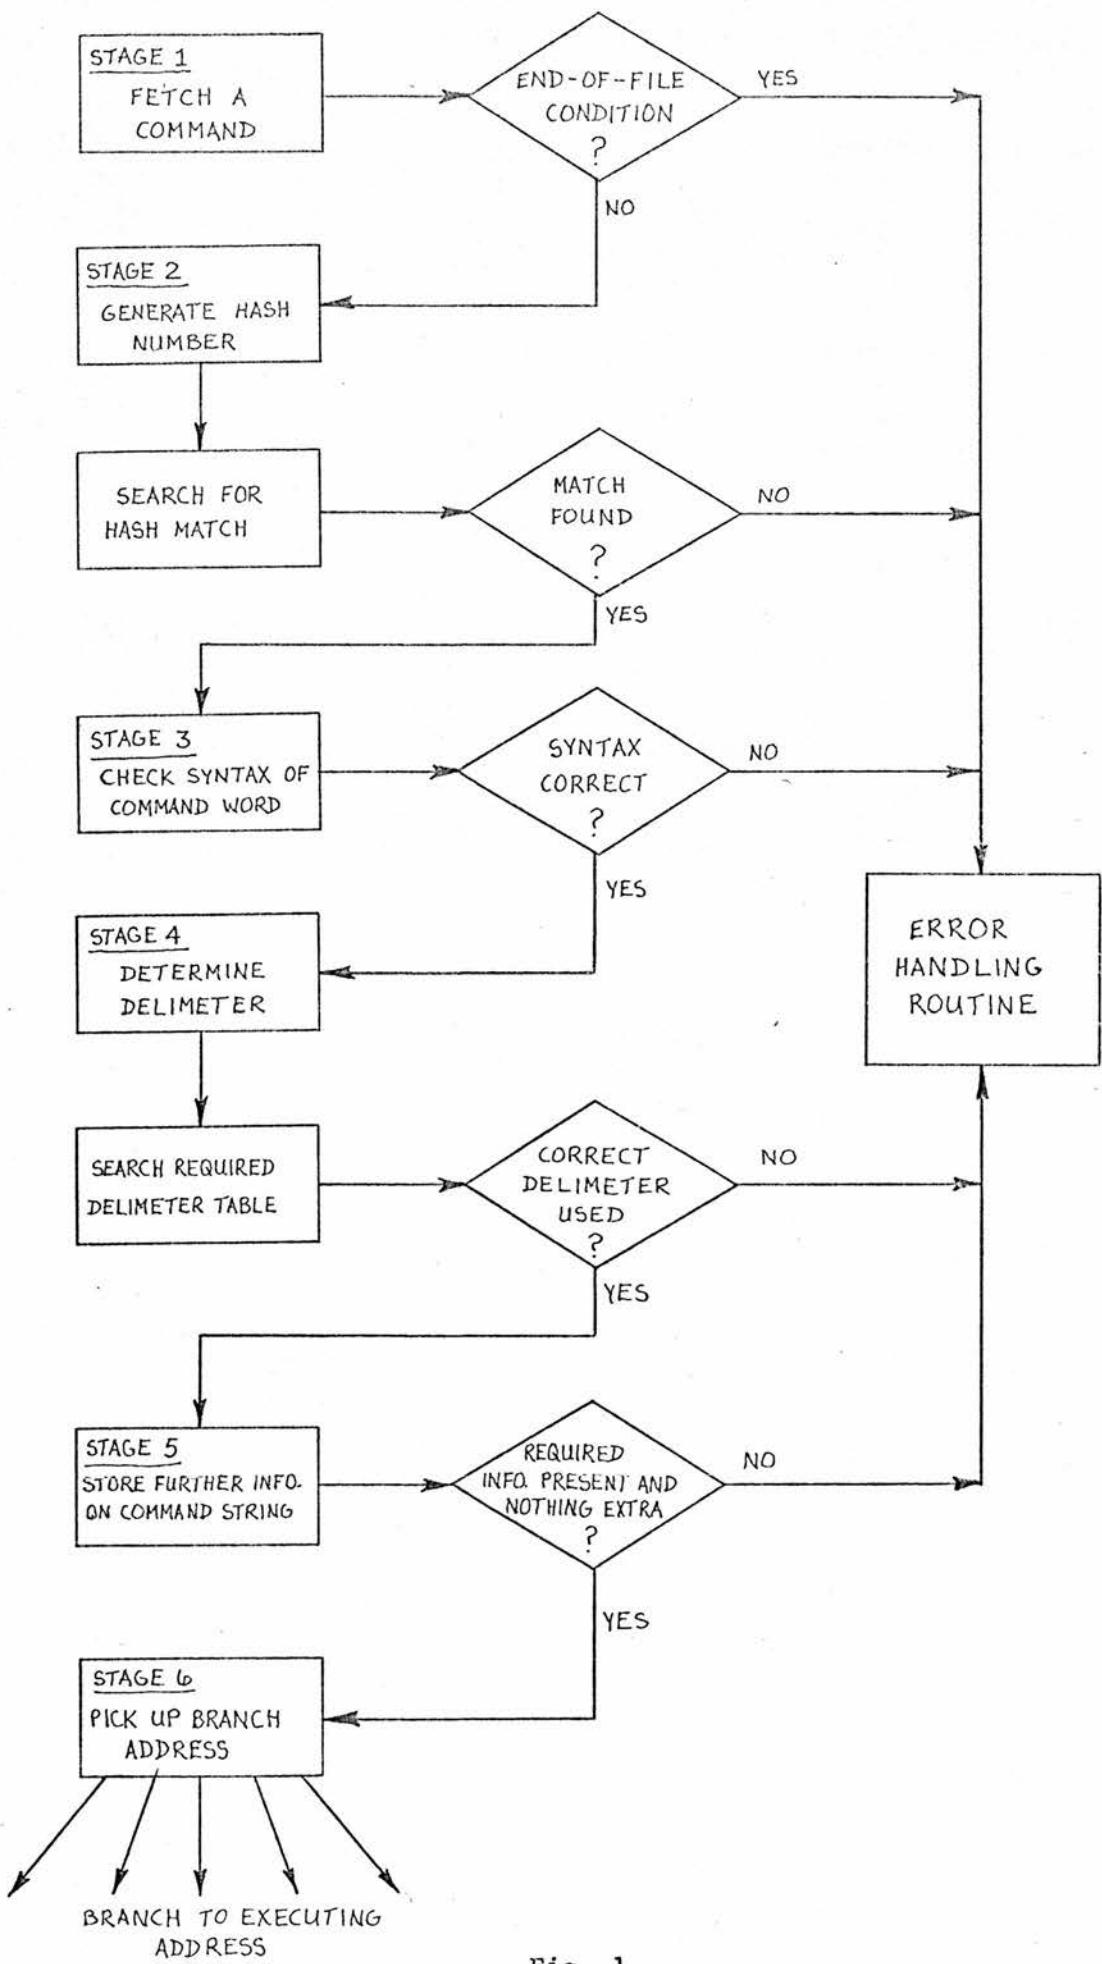 STAGE 1
FETCH A
COMMAND
END-OF-FILE
CONDITION
?
YES
NO
STAGE 2
GENERATE HASH
NUMBER
SEARCH FOR
HASH MATCH
MATCH
FOUND
?
NO
YES
STAGE 3
CHECK SYNTAX OF
COMMAND WORD
SYNTAX
CORRECT
?
NO
YES
ERROR
HANDLING
ROUTINE
STAGE 4
DETERMINE
DELIMETER
SEARCH REQUIRED
DELIMETER TABLE
CORRECT
DELIMETER
USED
?
NO
YES
STAGE 5
STORE FURTHER INFO.
ON COMMAND STRING
REQUIRED
INFO. PRESENT AND
NOTHING EXTRA
?
NO
YES
STAGE 6
PICK UP BRANCH
ADDRESS
BRANCH TO EXECUTING
ADDRESS
Fig. 1